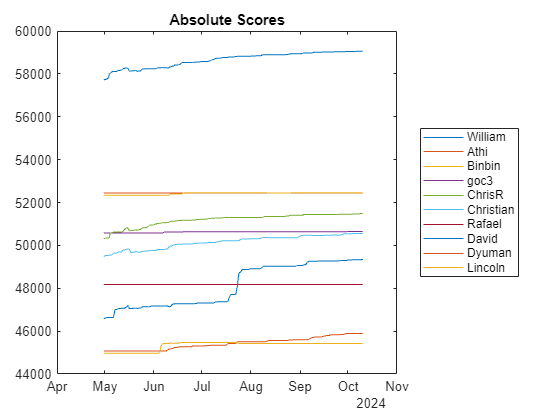 Absolute Scores
60000
58000
56000
54000
52000
50000
48000
46000
44000
Apr May Jun Jul Aug Sep Oct Nov
2024
William
Athi
Binbin
goc3
ChrisR
Christian
Rafael
David
Dyuman
Lincoln